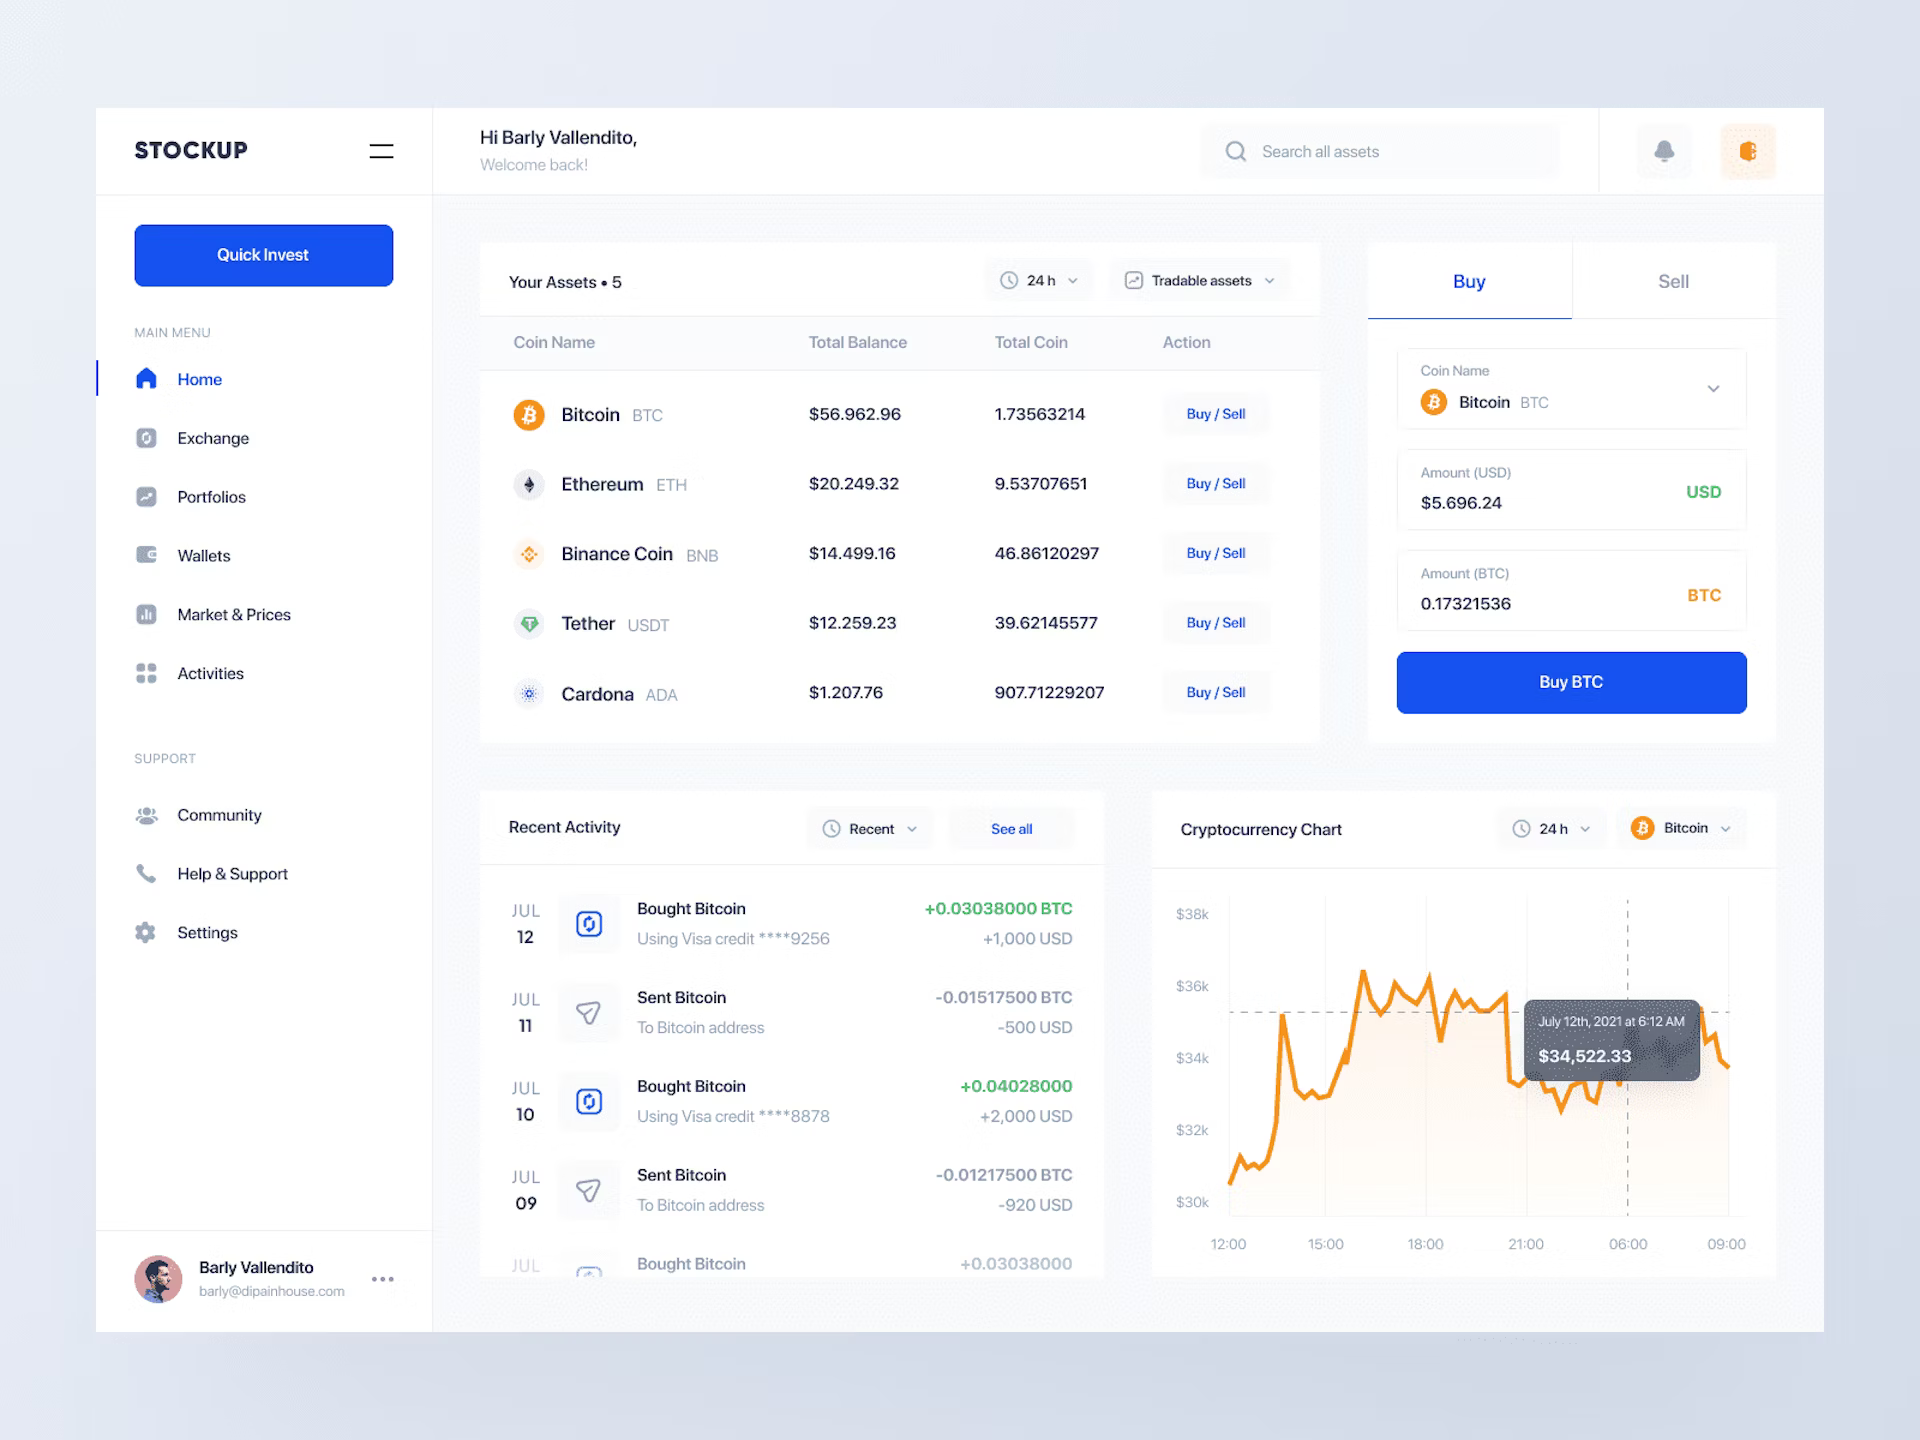 STOCKUP
Hi Barly Vallendito,
Welcome back!
Search all assets
Quick Invest
MAIN MENU
Home
Exchange
Portfolios
Wallets
Market & Prices
Activities
SUPPORT
Community
Help & Support
Settings
Barly Vallendito
barly@dipainhouse.com
Your Assets • 5
24 h
Tradable assets
Coin Name Total Balance Total Coin Action
Bitcoin BTC $56.962.96 1.73563214 Buy / Sell
Ethereum ETH $20.249.32 9.53707651 Buy / Sell
Binance Coin BNB $14.499.16 46.86120297 Buy / Sell
Tether USDT $12.259.23 39.62145577 Buy / Sell
Cardona ADA $1.207.76 907.71229207 Buy / Sell
Buy
Sell
Coin Name
Bitcoin BTC
Amount (USD)
$5.696.24
USD
Amount (BTC)
0.17321536
BTC
Buy BTC
Recent Activity
Recent
See all
JUL
12
Bought Bitcoin +0.03038000 BTC
Using Visa credit ****9256 +1,000 USD
JUL
11
Sent Bitcoin -0.01517500 BTC
To Bitcoin address -500 USD
JUL
10
Bought Bitcoin +0.04028000
Using Visa credit ****8878 +2,000 USD
JUL
09
Sent Bitcoin -0.01217500 BTC
To Bitcoin address -920 USD
JUL
Bought Bitcoin +0.03038000
Cryptocurrency Chart
24 h
Bitcoin
$38k
$36k
$34k
$32k
$30k
July 12th, 2021 at 6:12 AM
$34,522.33
12:00 15:00 18:00 21:00 06:00 09:00